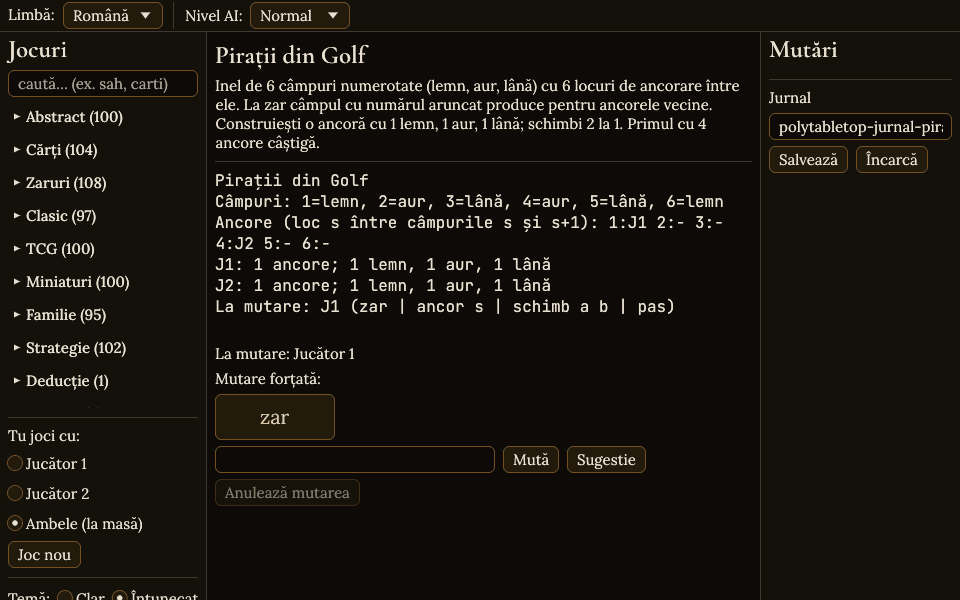 Limbă: Română Nivel AI: Normal
Jocuri
caută... (ex. sah, carti)
Abstract (100)
Cărți (104)
Zaruri (108)
Clasic (97)
TCG (100)
Miniaturi (100)
Familie (95)
Strategie (102)
Deducție (1)
Tu joci cu:
Jucător 1
Jucător 2
Ambele (la masă)
Joc nou
Temă: Clar Întunecat
Pirații din Golf
Inel de 6 câmpuri numerotate (lemn, aur, lână) cu 6 locuri de ancorare între
ele. La zar câmpul cu numărul aruncat produce pentru ancorele vecine.
Construiești o ancoră cu 1 lemn, 1 aur, 1 lână; schimbi 2 la 1. Primul cu 4
ancore câștigă.
Pirații din Golf
Câmpuri: 1=lemn, 2=aur, 3=lână, 4=aur, 5=lână, 6=lemn
Ancore (loc s între câmpurile s și s+1): 1:J1 2:- 3:-
4:J2 5:- 6:-
J1: 1 ancore; 1 lemn, 1 aur, 1 lână
J2: 1 ancore; 1 lemn, 1 aur, 1 lână
La mutare: J1 (zar | ancor s | schimb a b | pas)
La mutare: Jucător 1
Mutare forțată:
zar
Mută Sugestie
Anulează mutarea
Mutări
Jurnal
polytabletop-jurnal-pira
Salvează Încarcă